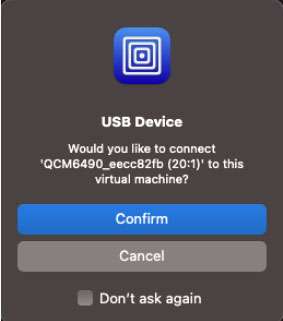 USB Device
Would you like to connect
'QCM6490_eecc82fb (20:1)' to this
virtual machine?
Confirm
Cancel
Don't ask again